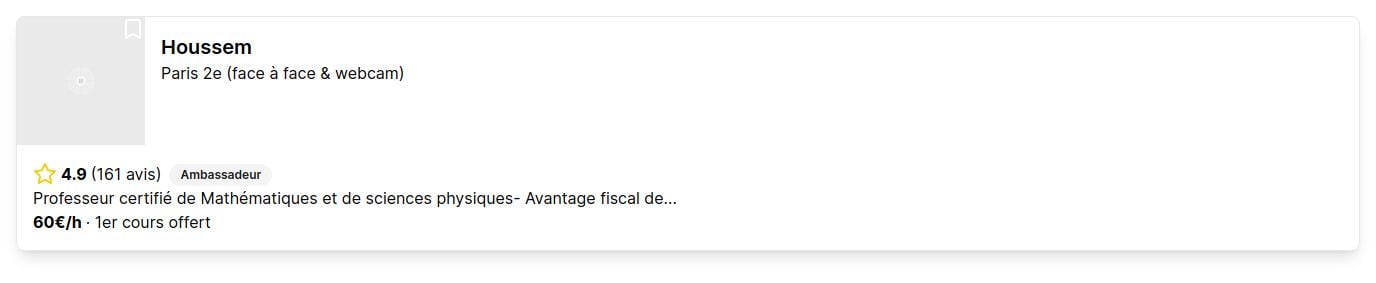 Houssem
Paris 2e (face à face & webcam)
4.9 (161 avis) Ambassadeur
Professeur certifié de Mathématiques et de sciences physiques- Avantage fiscal de...
60€/h · 1er cours offert